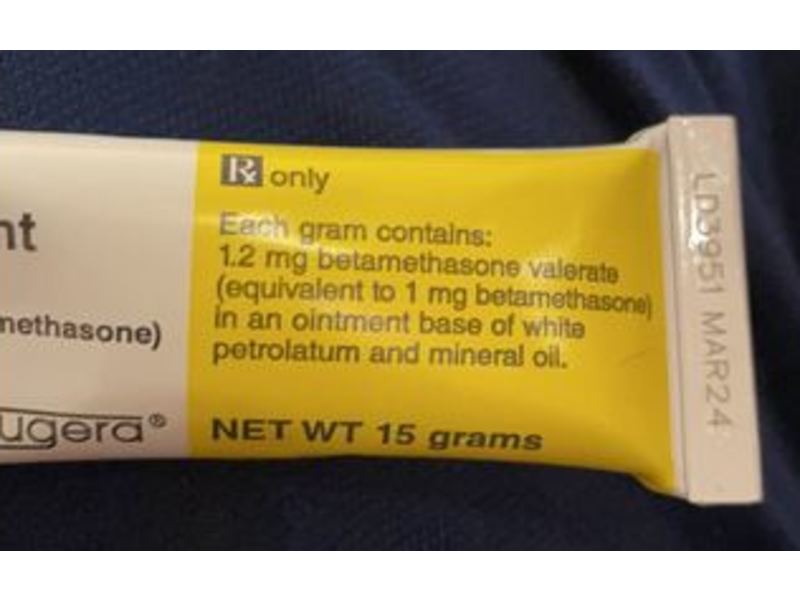 nt
methasone)
ugera®
Rx only
Each gram contains:
1.2 mg betamethasone valerate
(equivalent to 1 mg betamethasone)
in an ointment base of white
petrolatum and mineral oil.
NET WT 15 grams
LD3951 MAR24